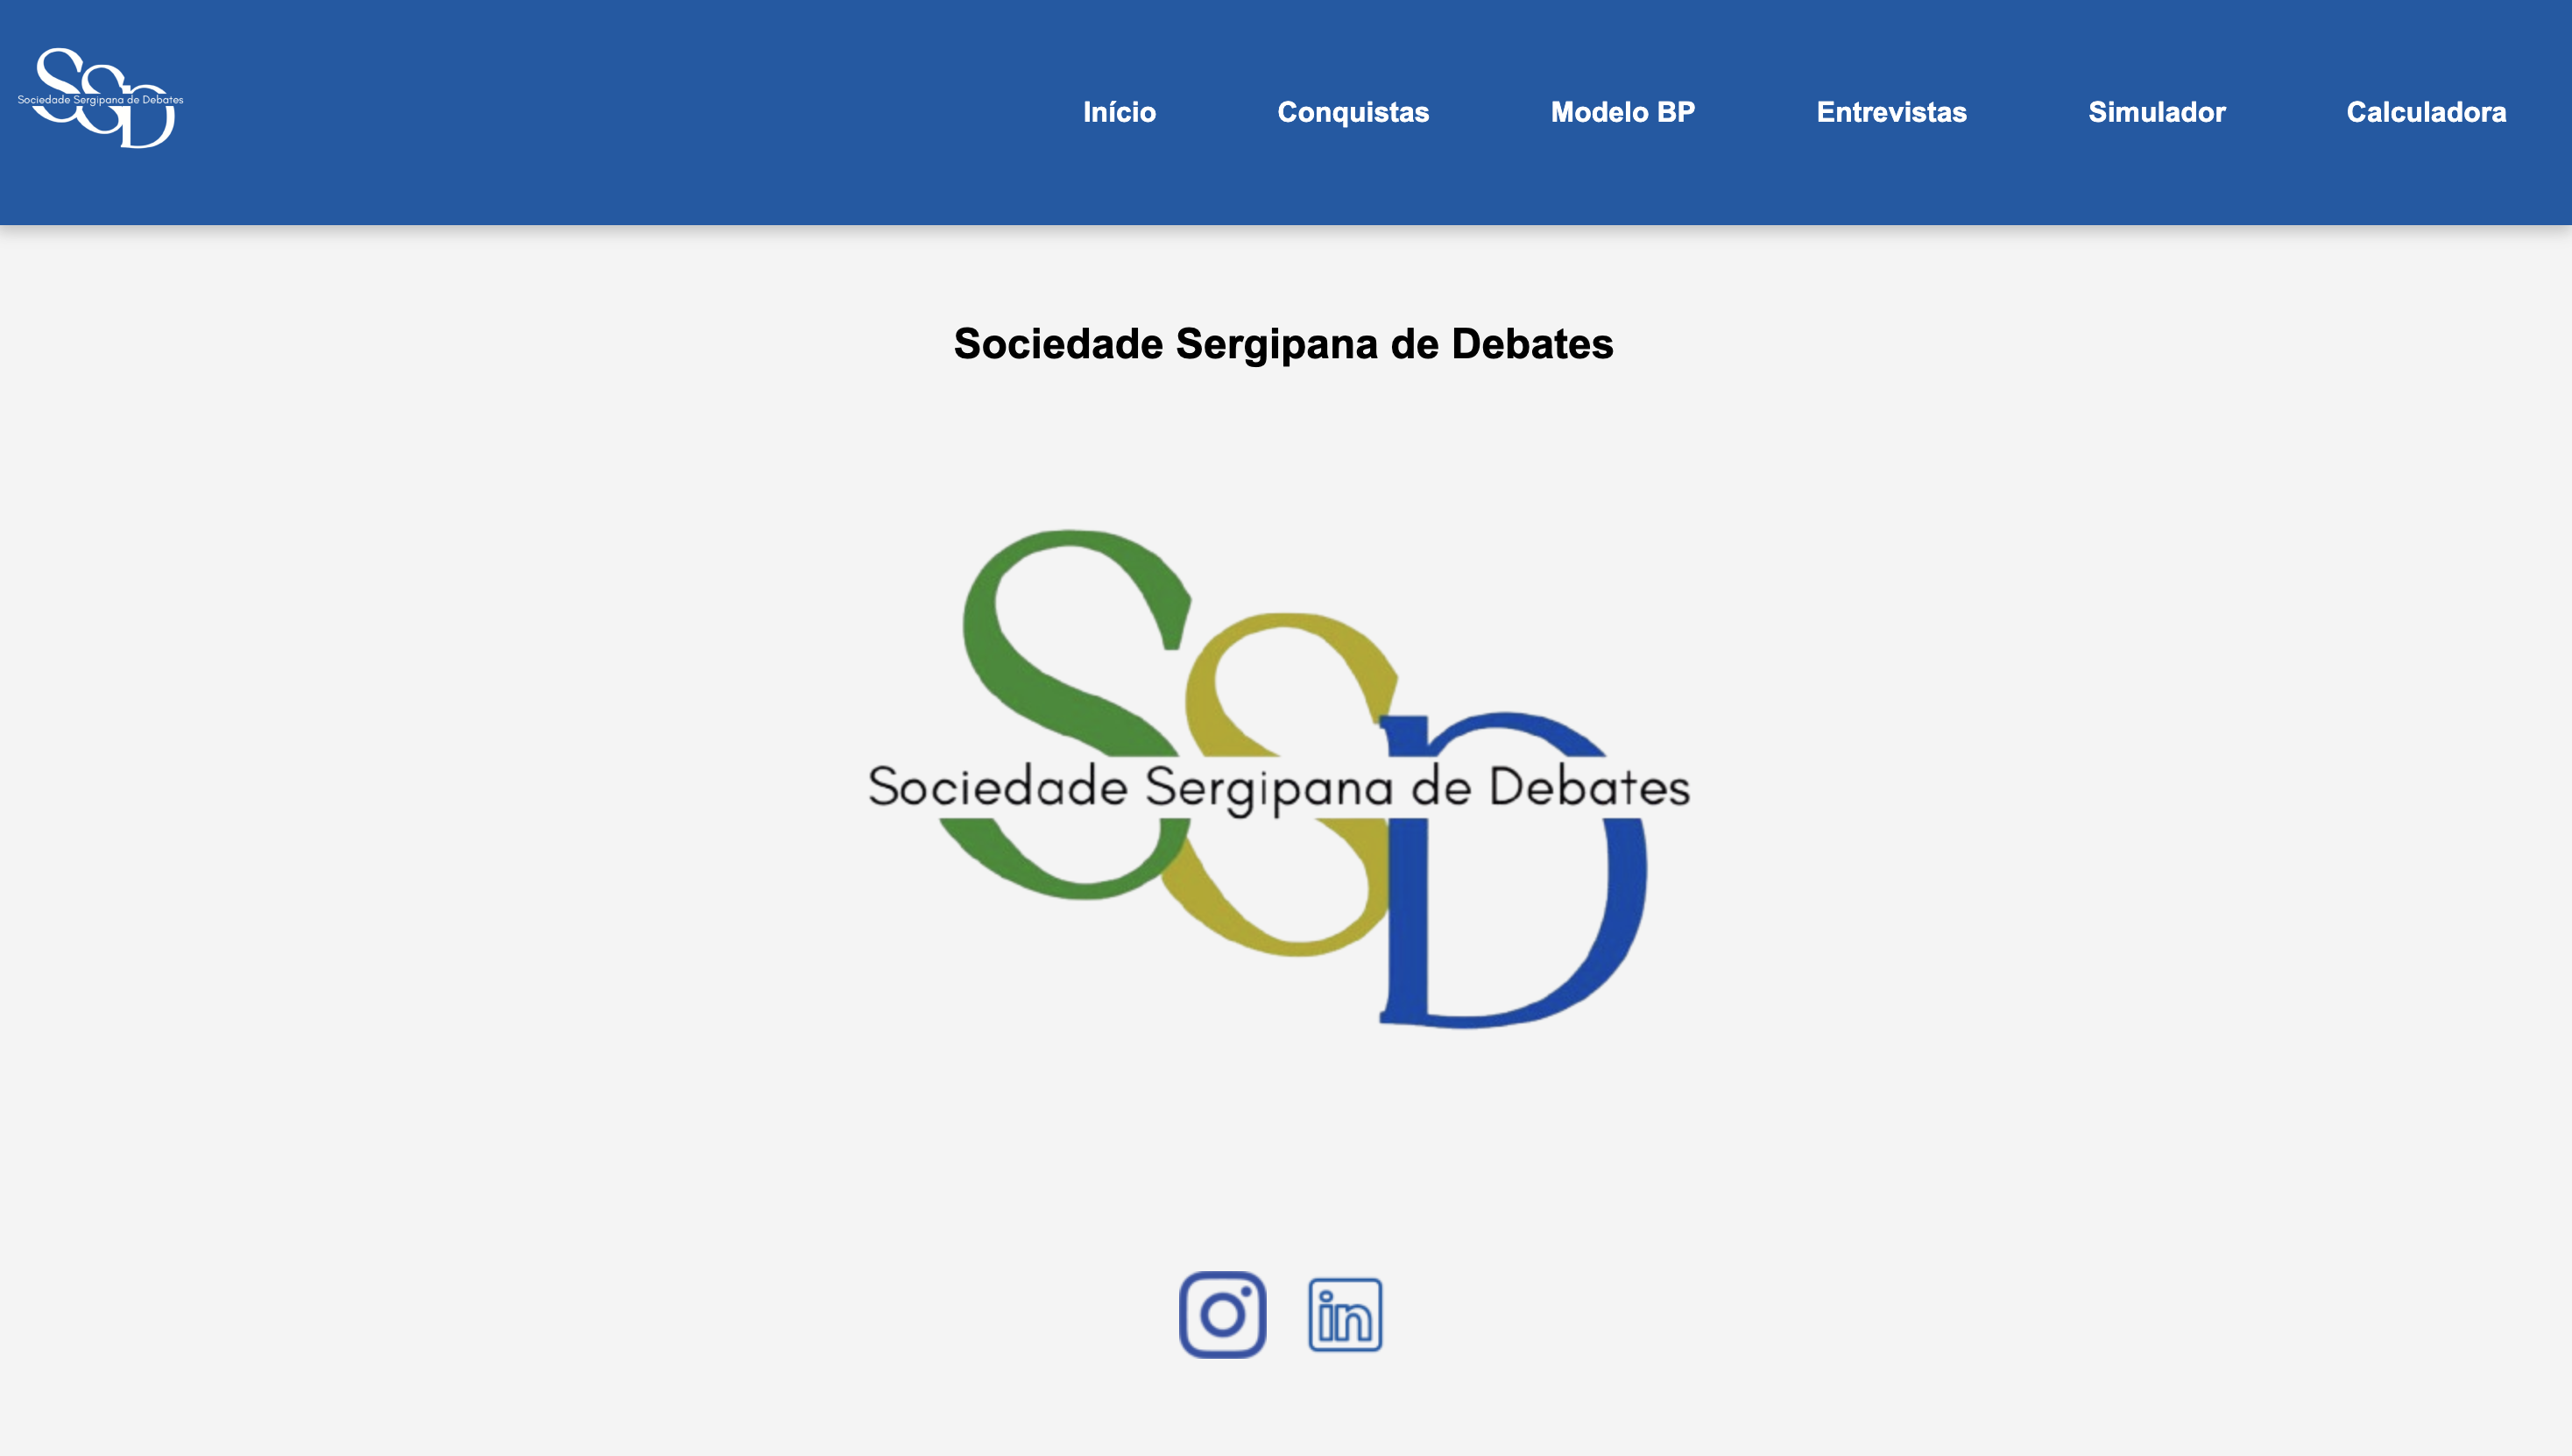 SSD
Sociedade Sergipana de Debates
Início Conquistas Modelo BP Entrevistas Simulador Calculadora
Sociedade Sergipana de Debates
SSD
Sociedade Sergipana de Debates
in